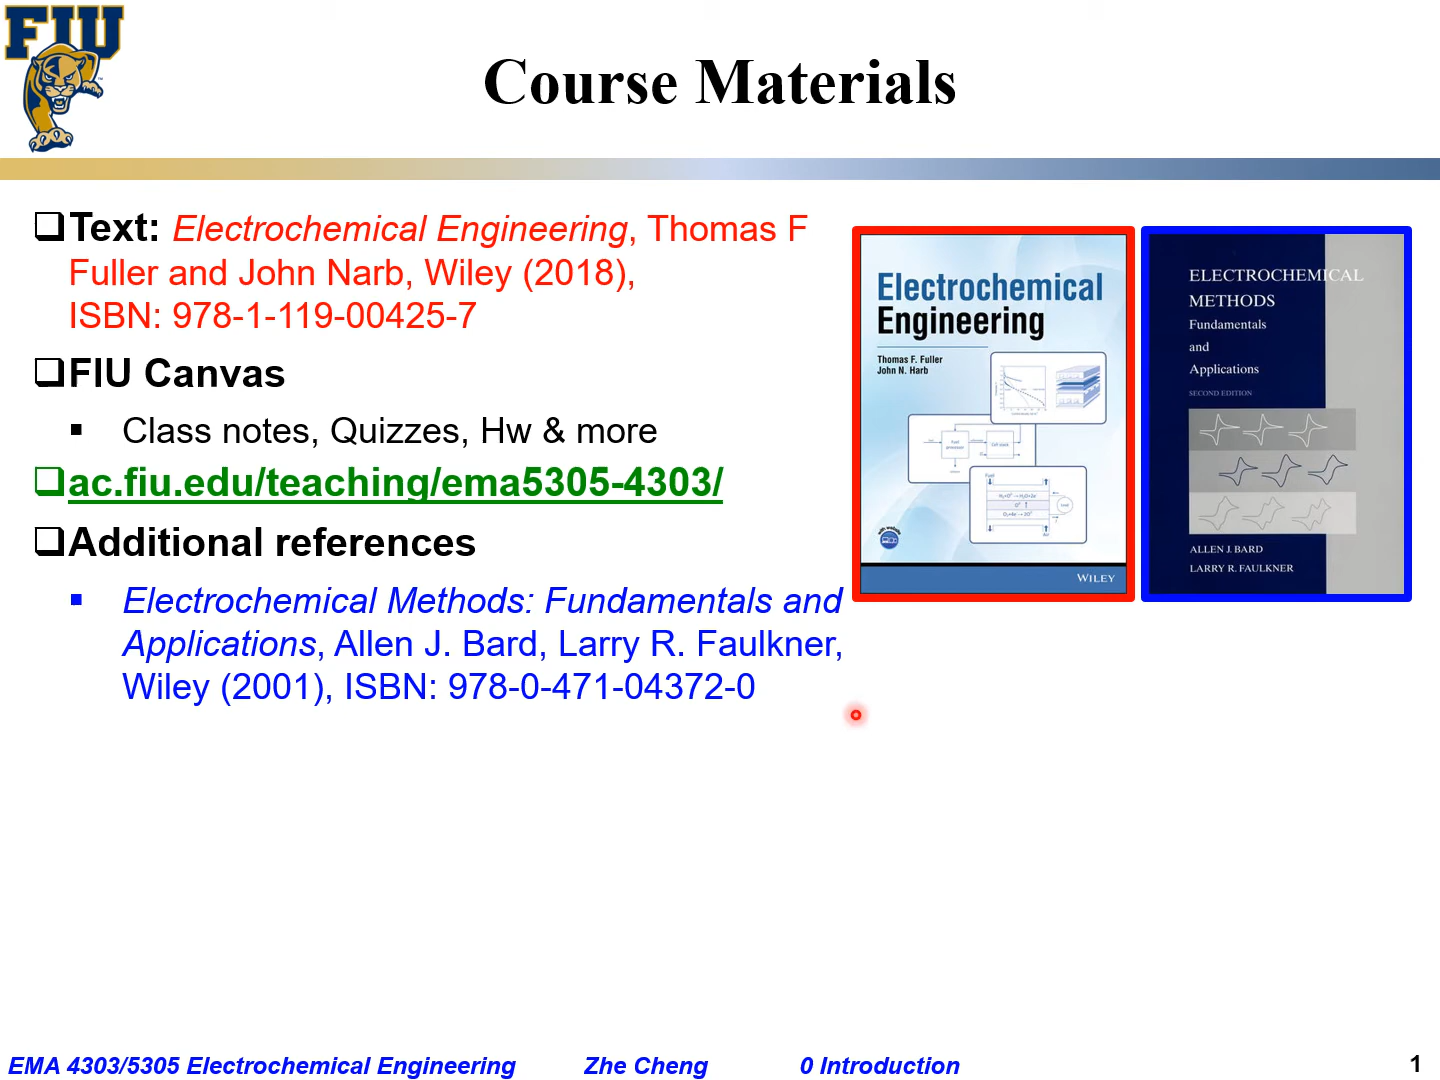 FIU
Course Materials
Text: Electrochemical Engineering, Thomas F
Fuller and John Narb, Wiley (2018),
ISBN: 978-1-119-00425-7
FIU Canvas
Class notes, Quizzes, Hw & more
ac.fiu.edu/teaching/ema5305-4303/
Additional references
Electrochemical Methods: Fundamentals and
Applications, Allen J. Bard, Larry R. Faulkner,
Wiley (2001), ISBN: 978-0-471-04372-0
Electrochemical
Engineering
Thomas F. Fuller
John N. Harb
WILEY
ELECTROCHEMICAL
METHODS
Fundamentals
and
Applications
SECOND EDITION
ALLEN J. BARD
LARRY R. FAULKNER
EMA 4303/5305 Electrochemical Engineering Zhe Cheng 0 Introduction 1